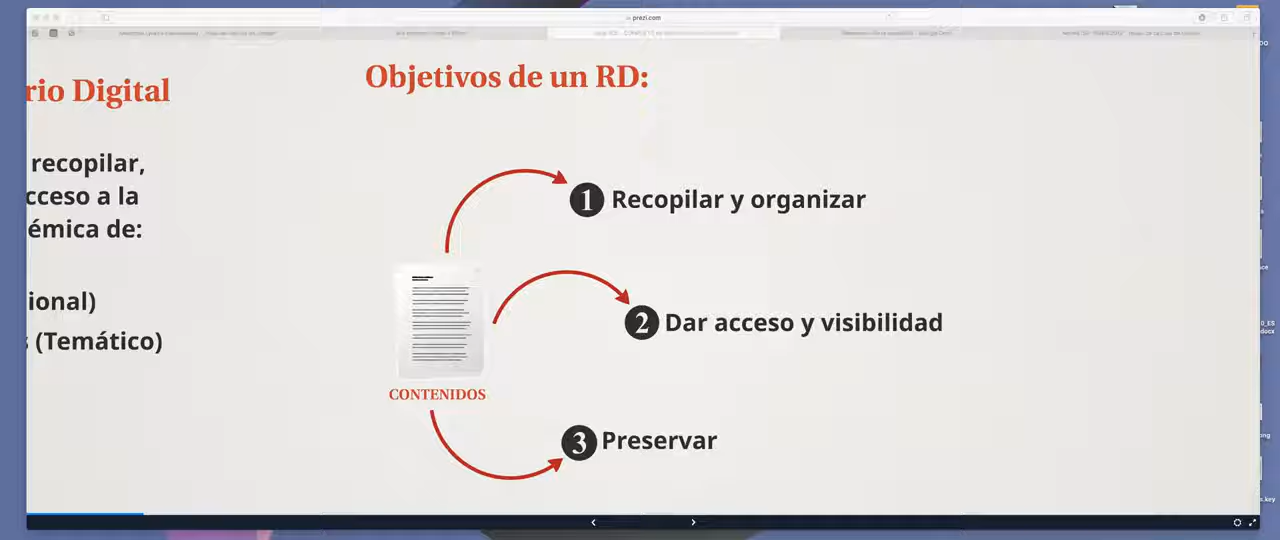 prezi.com
rio Digital
recopilar,
cceso a la
émica de:
ional)
s (Temático)
Objetivos de un RD:
1 Recopilar y organizar
2 Dar acceso y visibilidad
CONTENIDOS
3 Preservar